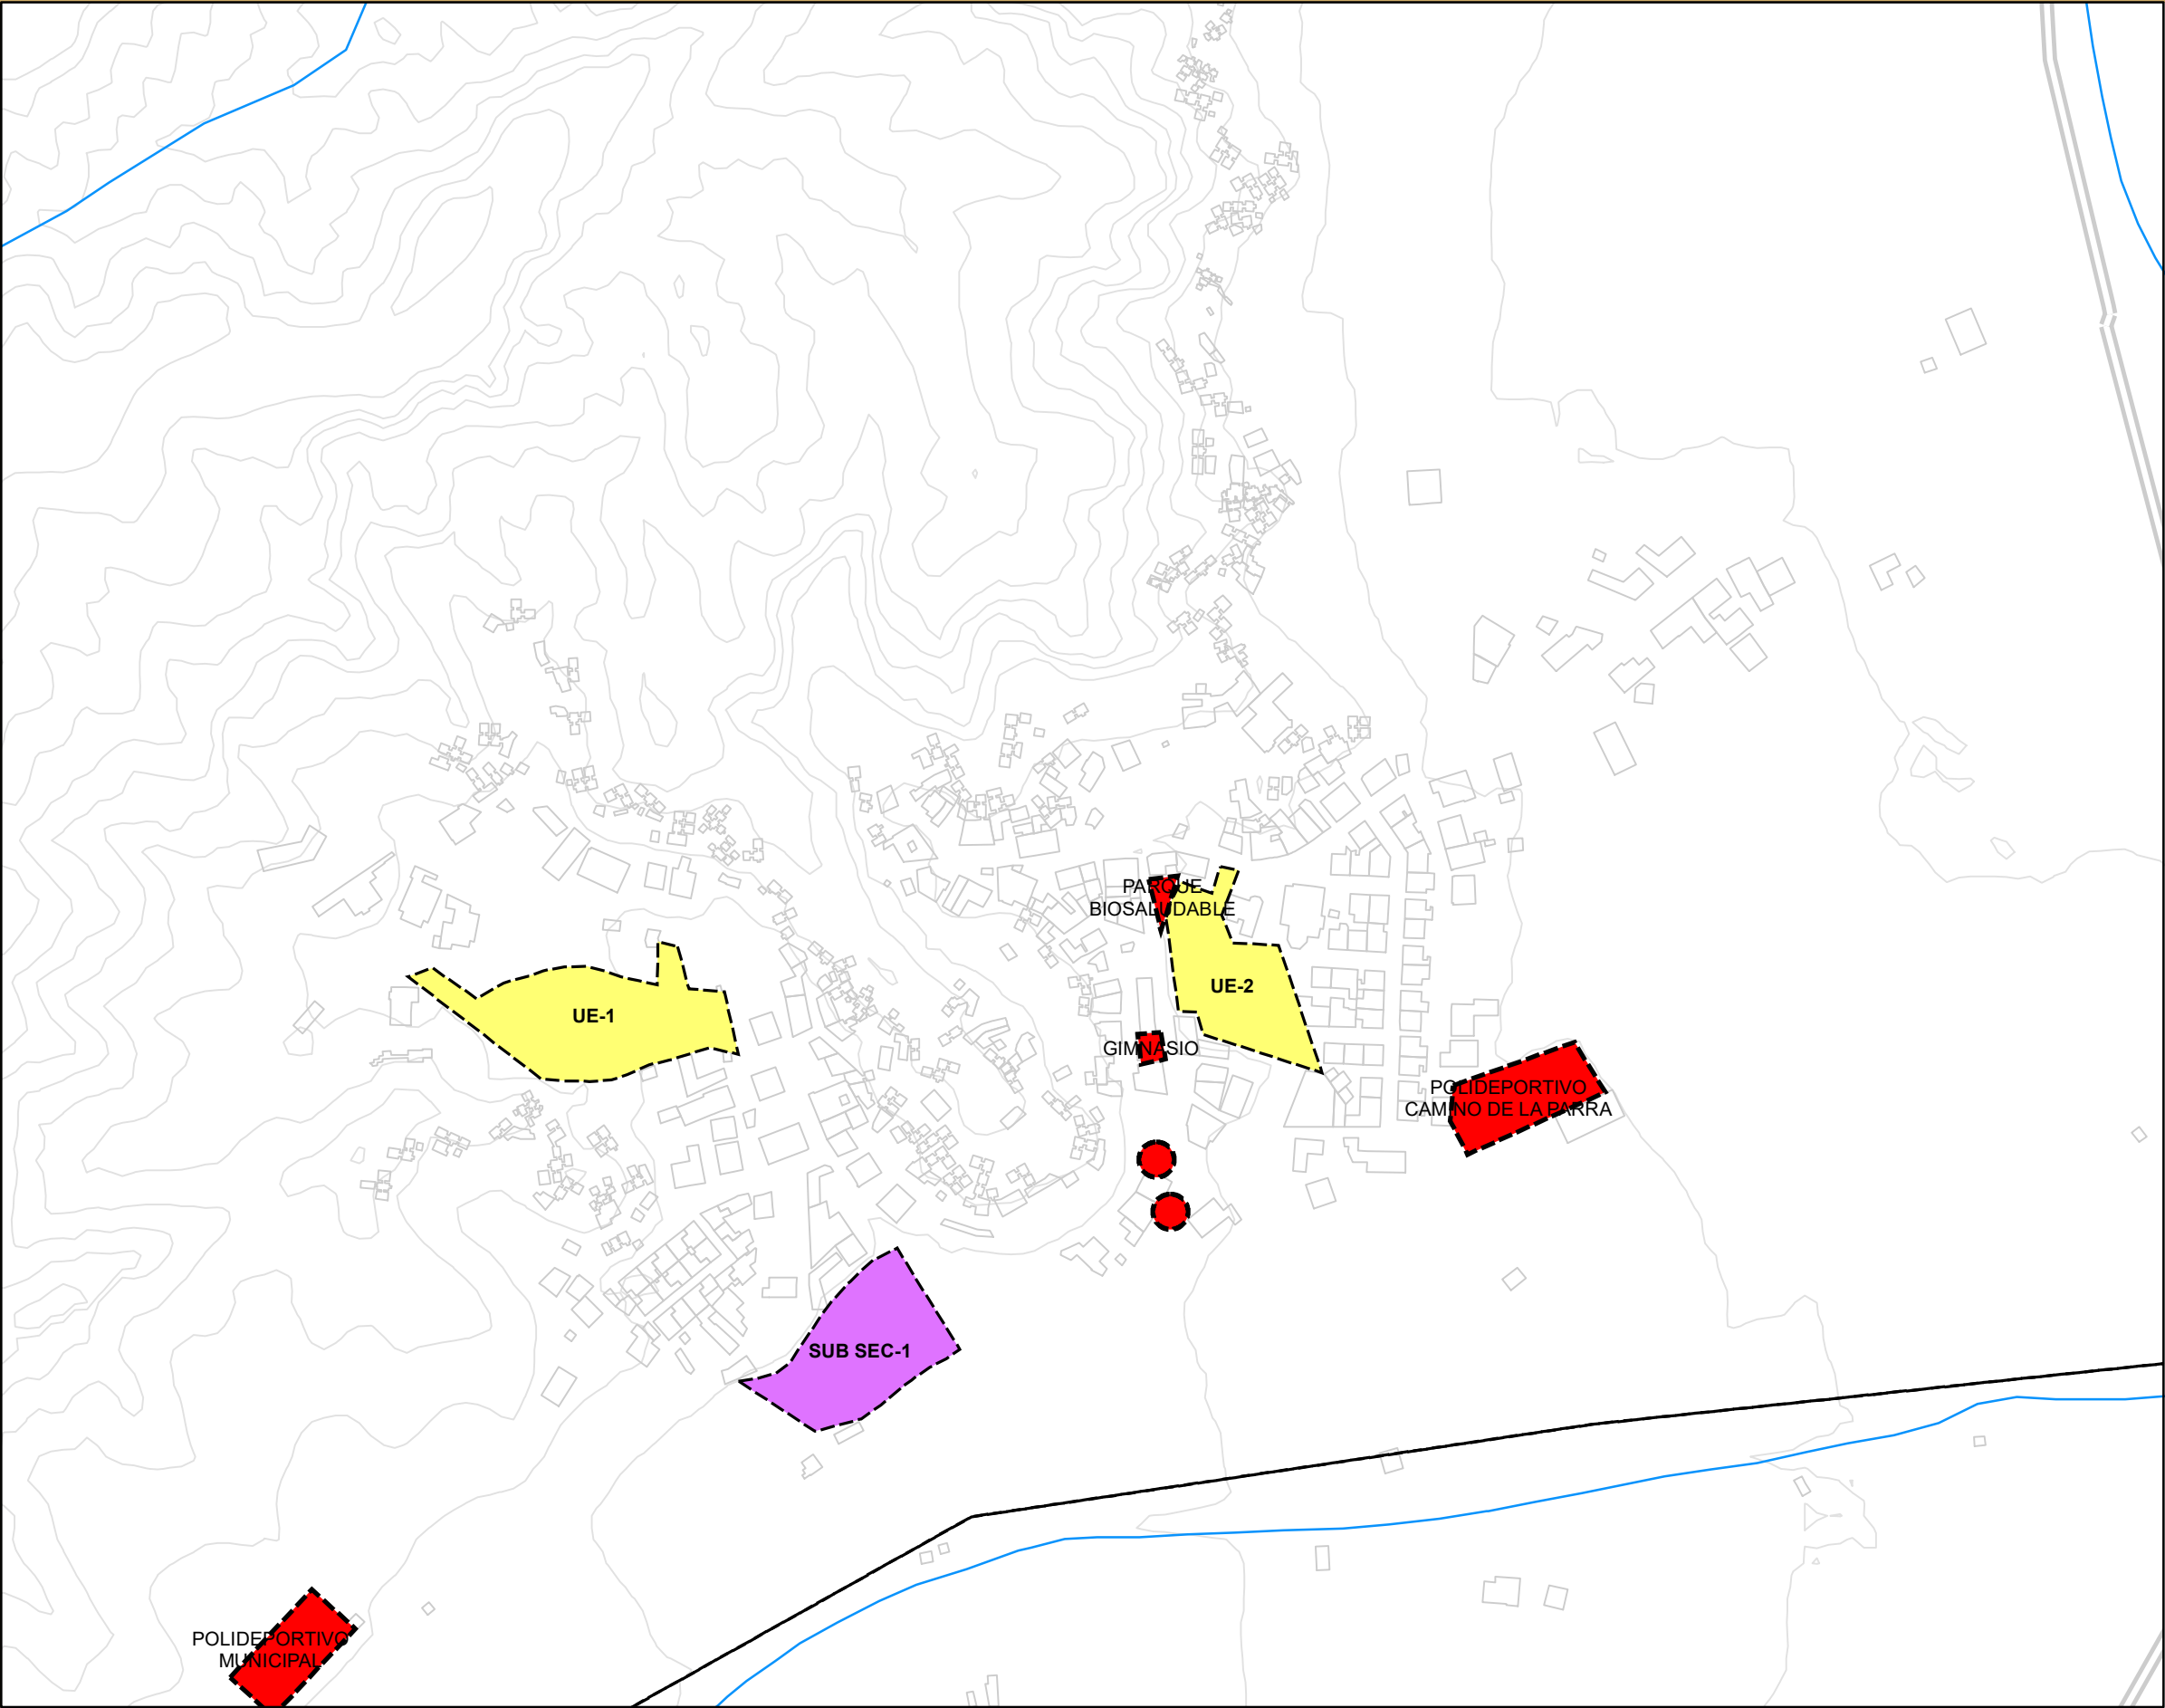 PARQUE
BIOSALUDABLE
UE-2
UE-1
GIMNASIO
POLIDEPORTIVO
CAMINO DE LA PARRA
SUB SEC-1
POLIDEPORTIVO
MUNICIPAL